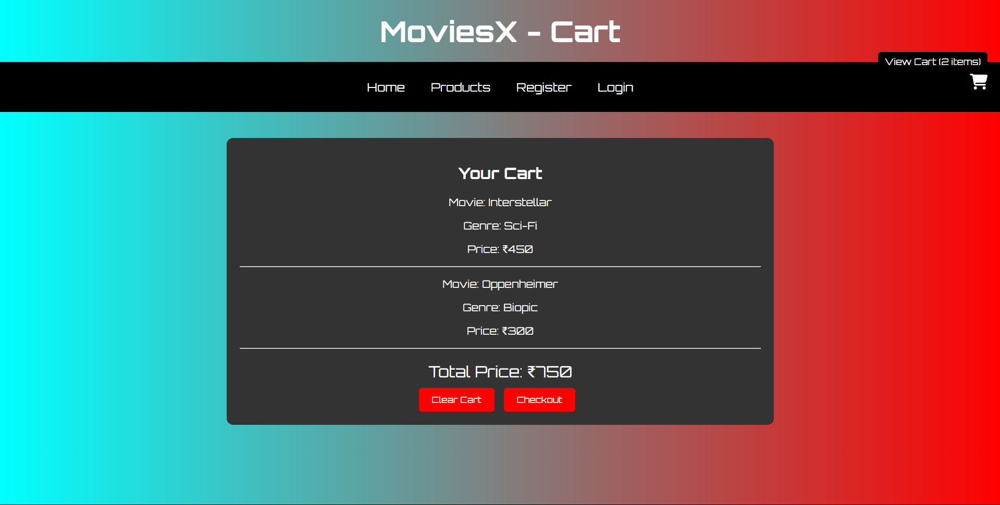 MoviesX - Cart
View Cart (2 items)
Home Products Register Login
Your Cart
Movie: Interstellar
Genre: Sci-Fi
Price: ₹450
Movie: Oppenheimer
Genre: Biopic
Price: ₹300
Total Price: ₹750
Clear Cart Checkout